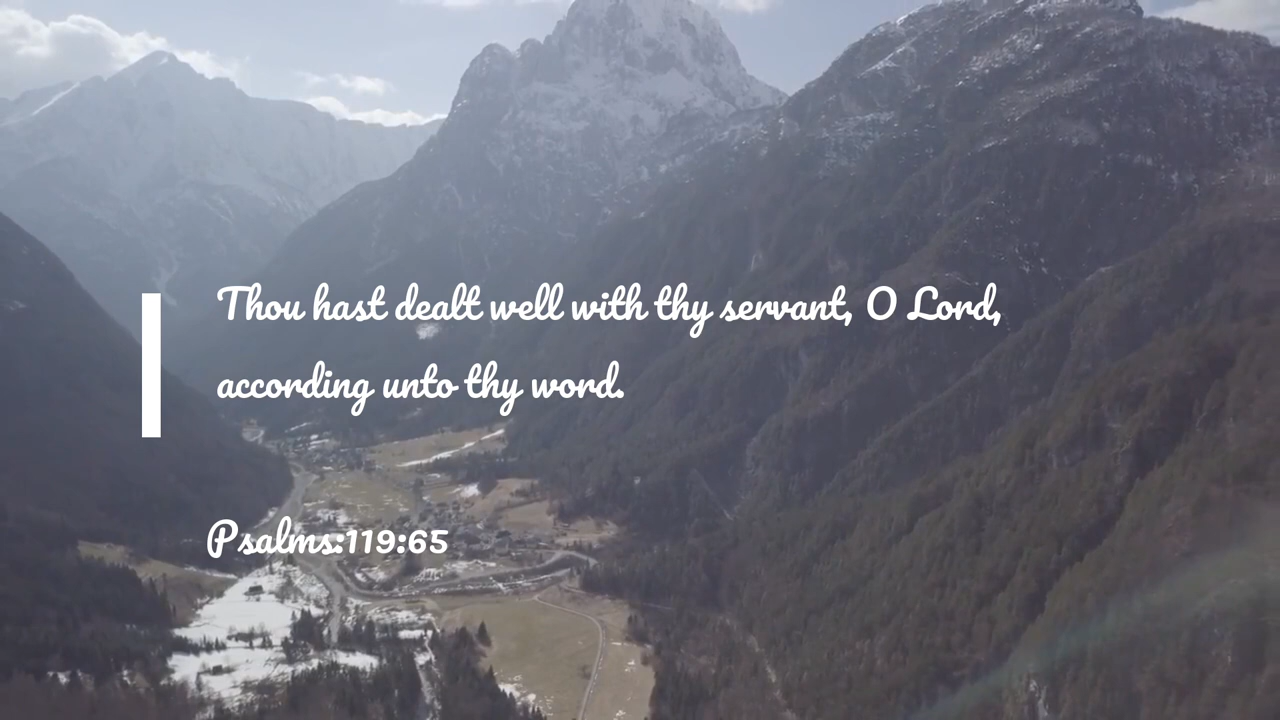 Thou hast dealt well with thy servant, O Lord,
according unto thy word.
Psalms:119:65